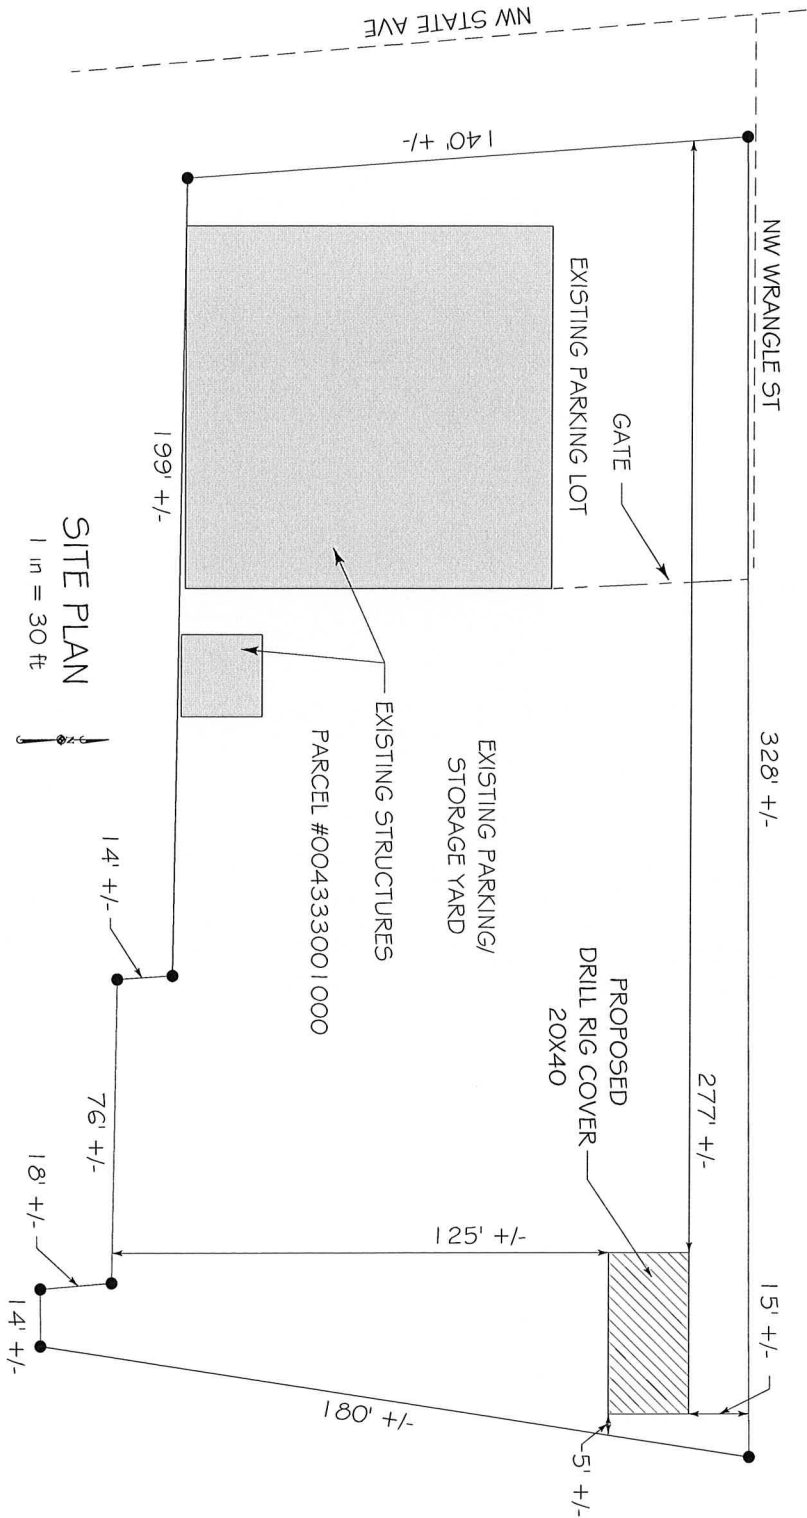 NW STATE AVE
NW WRANGLE ST
140' +/-
328' +/-
EXISTING PARKING LOT
GATE
277' +/-
15' +/-
PROPOSED
DRILL RIG COVER
20X40
EXISTING PARKING/
STORAGE YARD
EXISTING STRUCTURES
PARCEL #004333001000
125' +/-
5' +/-
180' +/-
199' +/-
14' +/-
76' +/-
18' +/-
14' +/-
SITE PLAN
1 in = 30 ft
N